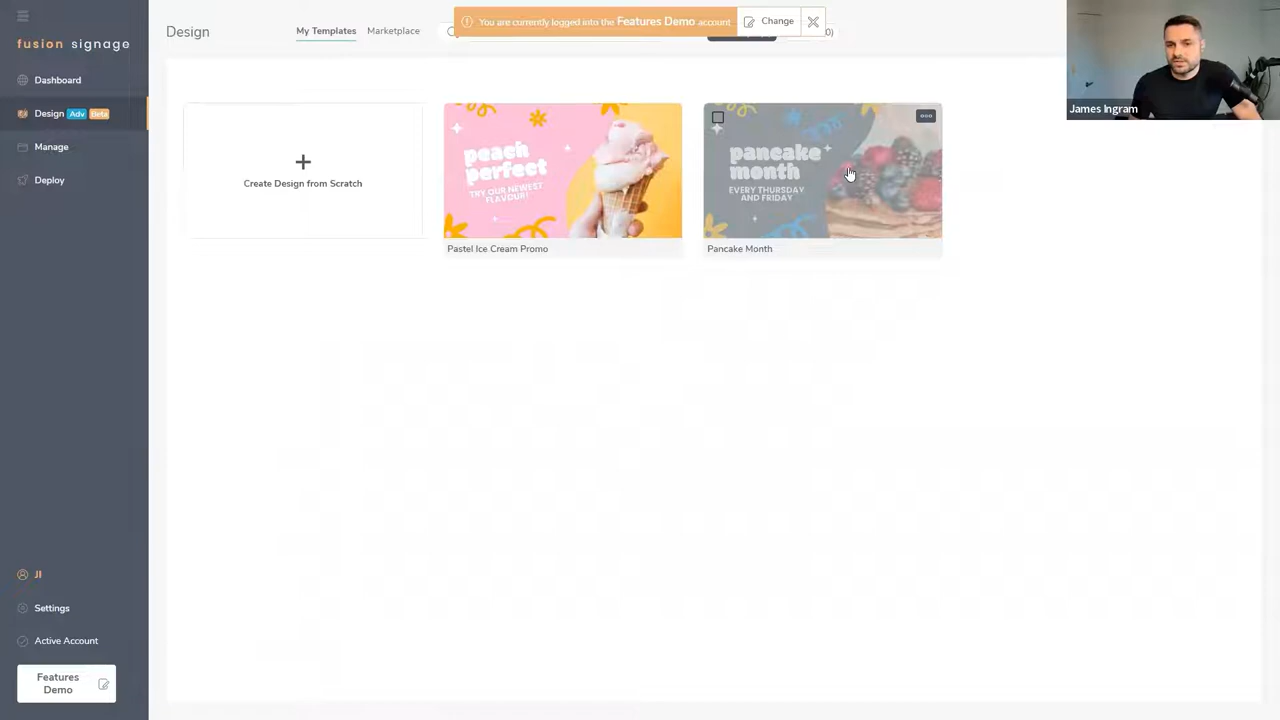 fusion signage
Dashboard
Design Adv Beta
Manage
Deploy
JI
Settings
Active Account
Features
Demo
Design
My Templates
Marketplace
You are currently logged into the Features Demo account
Change
0)
James Ingram
Create Design from Scratch
peach
perfect
TRY OUR NEWEST
FLAVOUR!
Pastel Ice Cream Promo
pancake
month
EVERY THURSDAY
AND FRIDAY
Pancake Month